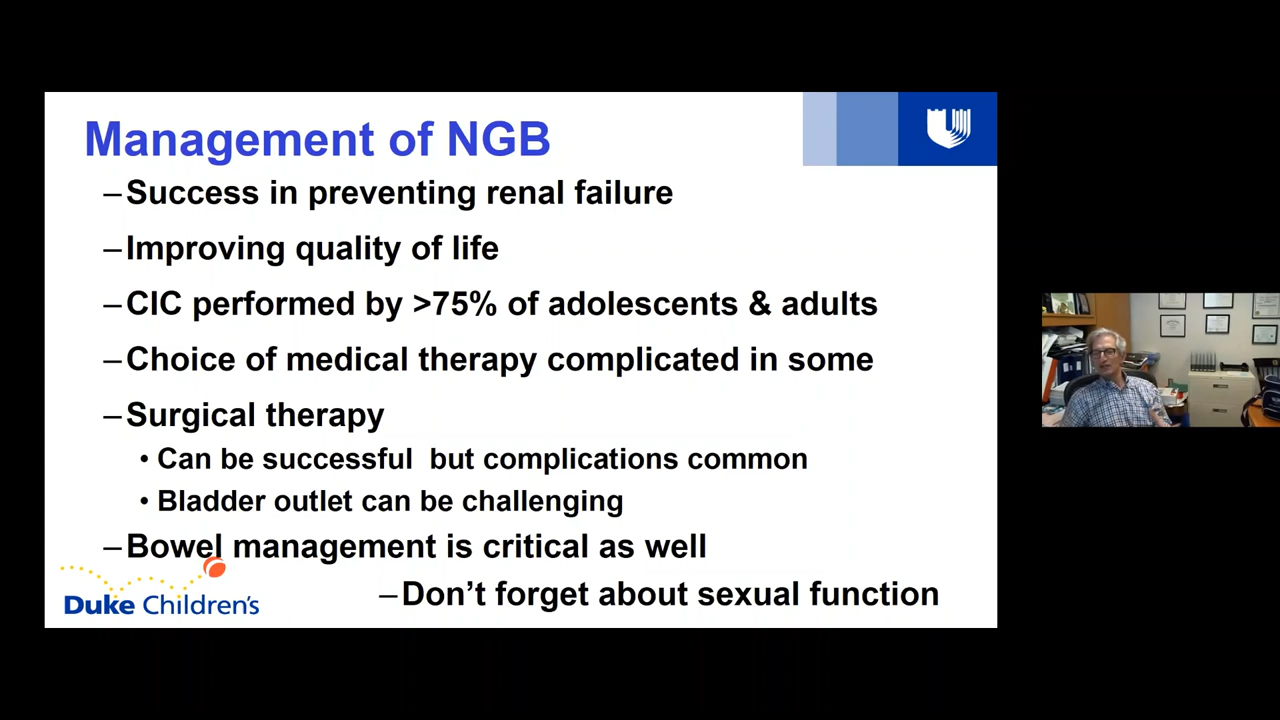 Management of NGB
–Success in preventing renal failure
–Improving quality of life
–CIC performed by >75% of adolescents & adults
–Choice of medical therapy complicated in some
–Surgical therapy
• Can be successful  but complications common
• Bladder outlet can be challenging
–Bowel management is critical as well
–Don’t forget about sexual function
Duke Children's